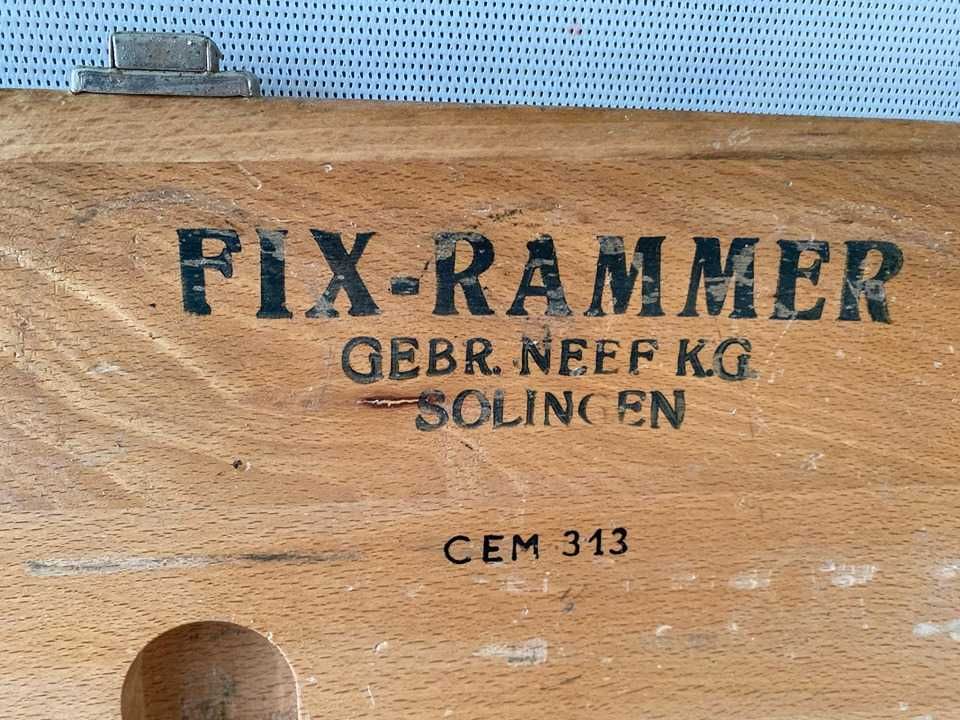 FIX-RAMMER
GEBR. NEEF K.G
SOLINGEN
CEM 313